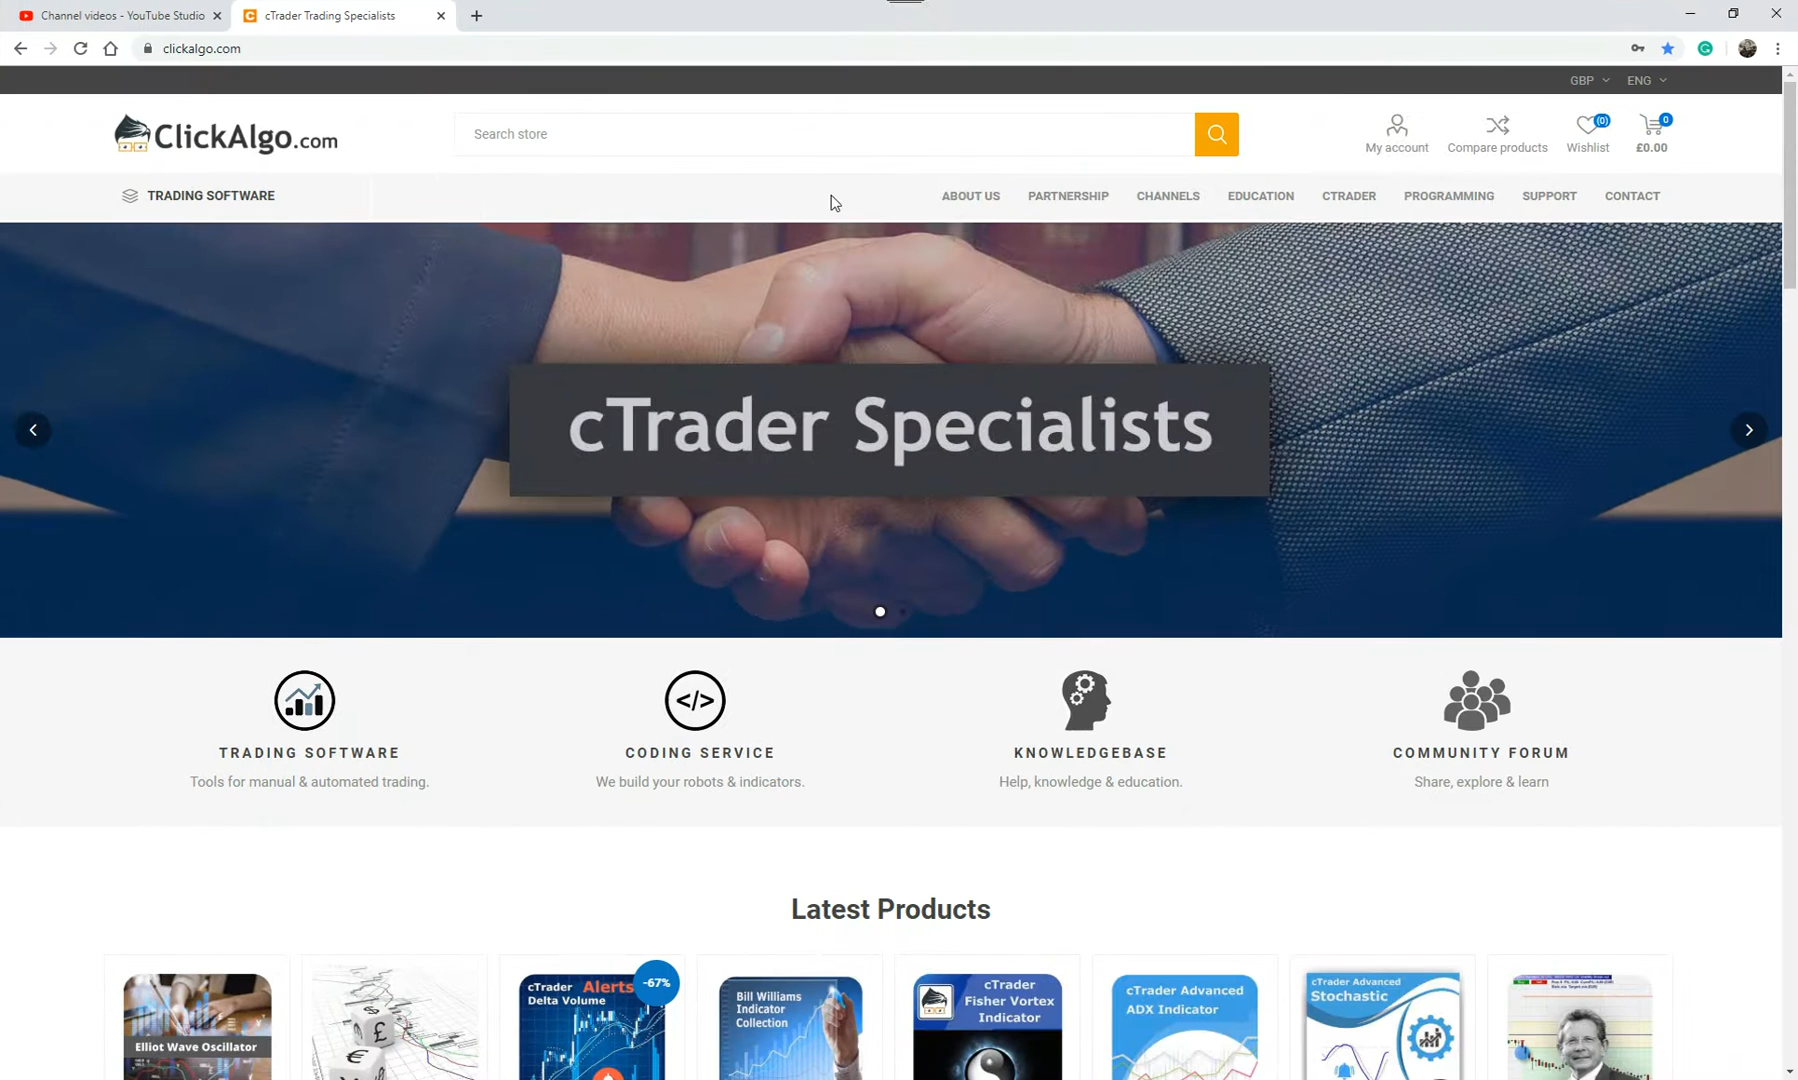 Channel videos - YouTube Studio
cTrader Trading Specialists
clickalgo.com
GBP ENG
ClickAlgo.com
Search store
My account
Compare products
(0)
Wishlist
0
£0.00
TRADING SOFTWARE
ABOUT US PARTNERSHIP CHANNELS EDUCATION CTRADER PROGRAMMING SUPPORT CONTACT
cTrader Specialists
TRADING SOFTWARE
Tools for manual & automated trading.
</>
CODING SERVICE
We build your robots & indicators.
KNOWLEDGEBASE
Help, knowledge & education.
COMMUNITY FORUM
Share, explore & learn
Latest Products
Elliot Wave Oscillator
cTrader Alerts
Delta Volume
-67%
Bill Williams
Indicator
Collection
cTrader
Fisher Vortex
Indicator
cTrader Advanced
ADX Indicator
cTrader Advanced
Stochastic